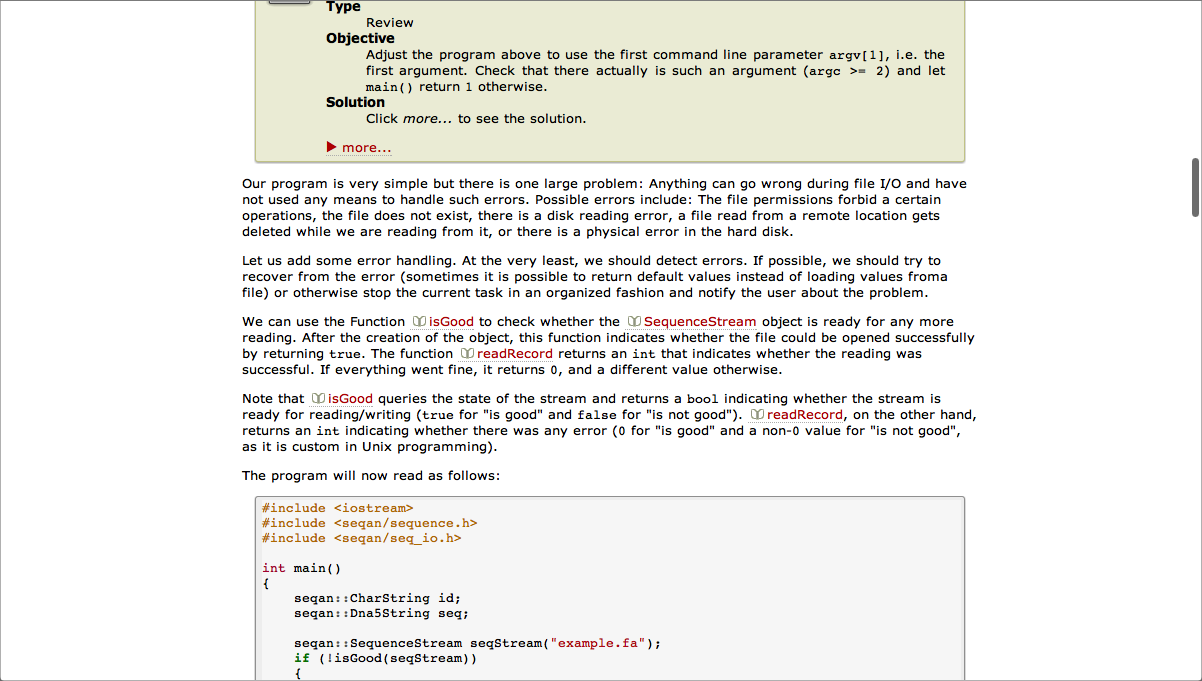 Type
Review
Objective
Adjust the program above to use the first command line parameter argv[1], i.e. the
first argument. Check that there actually is such an argument (argc >= 2) and let
main() return 1 otherwise.
Solution
Click more... to see the solution.
▶ more...
Our program is very simple but there is one large problem: Anything can go wrong during file I/O and have
not used any means to handle such errors. Possible errors include: The file permissions forbid a certain
operations, the file does not exist, there is a disk reading error, a file read from a remote location gets
deleted while we are reading from it, or there is a physical error in the hard disk.
Let us add some error handling. At the very least, we should detect errors. If possible, we should try to
recover from the error (sometimes it is possible to return default values instead of loading values froma
file) or otherwise stop the current task in an organized fashion and notify the user about the problem.
We can use the Function isGood to check whether the SequenceStream object is ready for any more
reading. After the creation of the object, this function indicates whether the file could be opened successfully
by returning true. The function readRecord returns an int that indicates whether the reading was
successful. If everything went fine, it returns 0, and a different value otherwise.
Note that isGood queries the state of the stream and returns a bool indicating whether the stream is
ready for reading/writing (true for "is good" and false for "is not good"). readRecord, on the other hand,
returns an int indicating whether there was any error (0 for "is good" and a non-0 value for "is not good",
as it is custom in Unix programming).
The program will now read as follows:
#include <iostream>
#include <seqan/sequence.h>
#include <seqan/seq_io.h>
int main()
{
seqan::CharString id;
seqan::Dna5String seq;
seqan::SequenceStream seqStream("example.fa");
if (!isGood(seqStream))
{